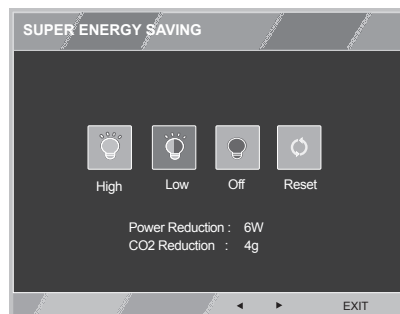 SUPER ENERGY SAVING
High Low Off Reset
Power Reduction : 6W
CO2 Reduction : 4g
◄ ► EXIT